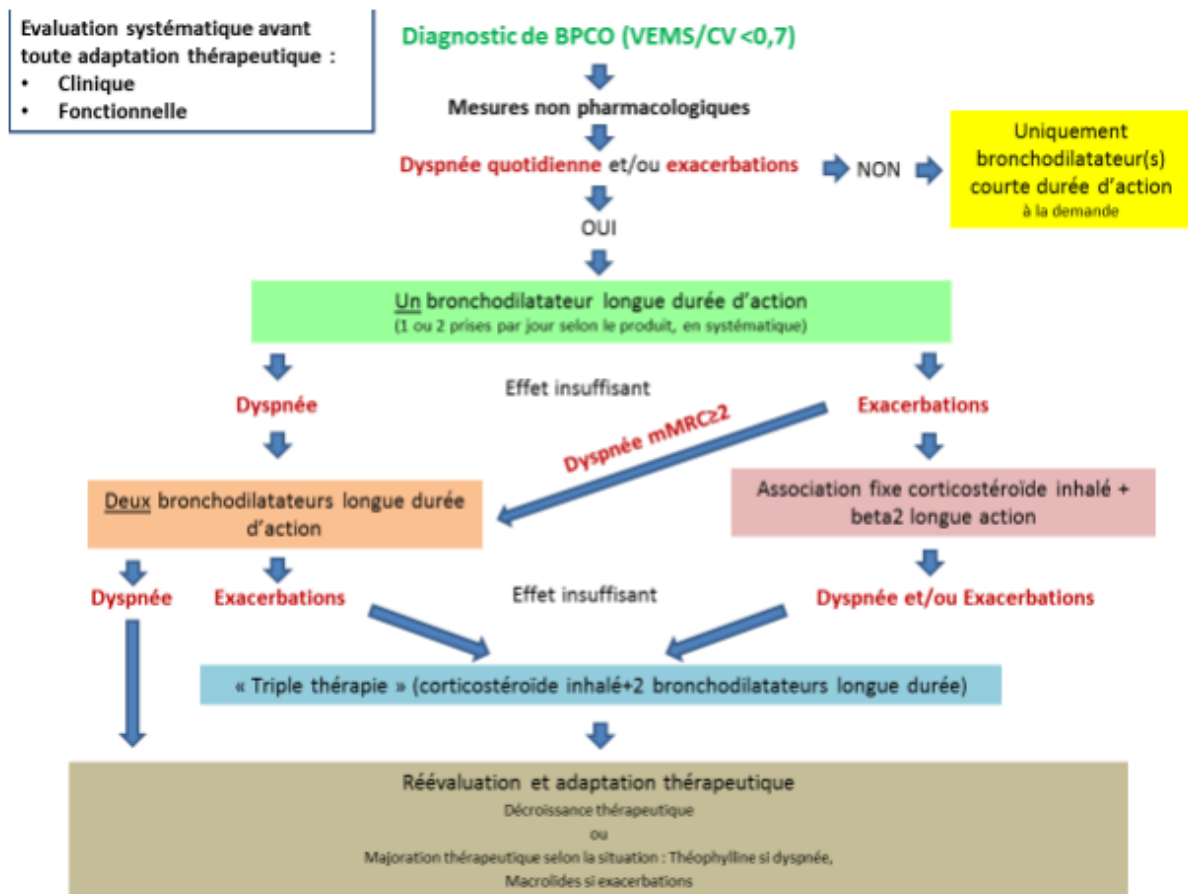 Evaluation systématique avant
toute adaptation thérapeutique :
• Clinique
• Fonctionnelle
Diagnostic de BPCO (VEMS/CV <0,7)
Mesures non pharmacologiques
Dyspnée quotidienne et/ou exacerbations
NON
Uniquement
bronchodilatateur(s)
courte durée d'action
à la demande
OUI
Un bronchodilatateur longue durée d'action
(1 ou 2 prises par jour selon le produit, en systématique)
Dyspnée
Effet insuffisant
Exacerbations
Dyspnée mMRC≥2
Deux bronchodilatateurs longue durée
d'action
Association fixe corticostéroïde inhalé +
beta2 longue action
Dyspnée
Exacerbations
Effet insuffisant
Dyspnée et/ou Exacerbations
« Triple thérapie » (corticostéroïde inhalé+2 bronchodilatateurs longue durée)
Réévaluation et adaptation thérapeutique
Décroissance thérapeutique
ou
Majoration thérapeutique selon la situation : Théophylline si dyspnée,
Macrolides si exacerbations